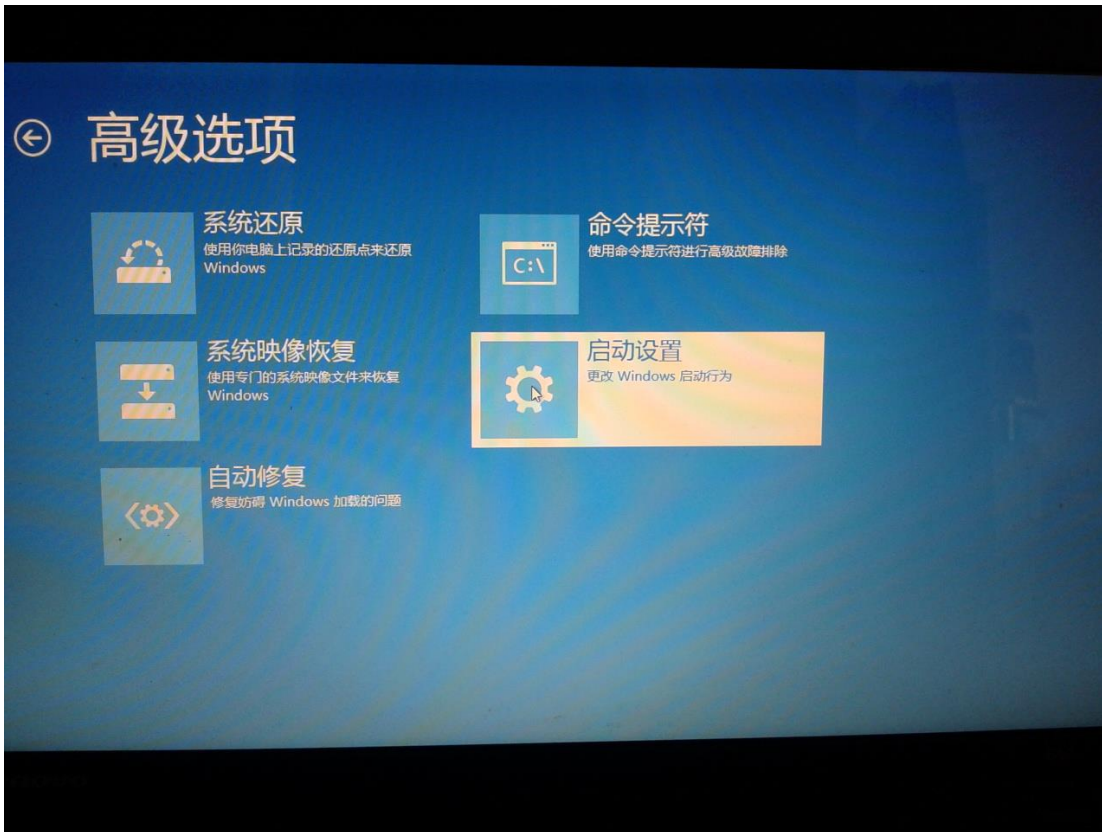 高级选项
系统还原
使用你电脑上记录的还原点来还原
Windows
系统映像恢复
使用专门的系统映像文件来恢复
Windows
自动修复
修复妨碍 Windows 加载的问题
命令提示符
使用命令提示符进行高级故障排除
C:\
启动设置
更改 Windows 启动行为